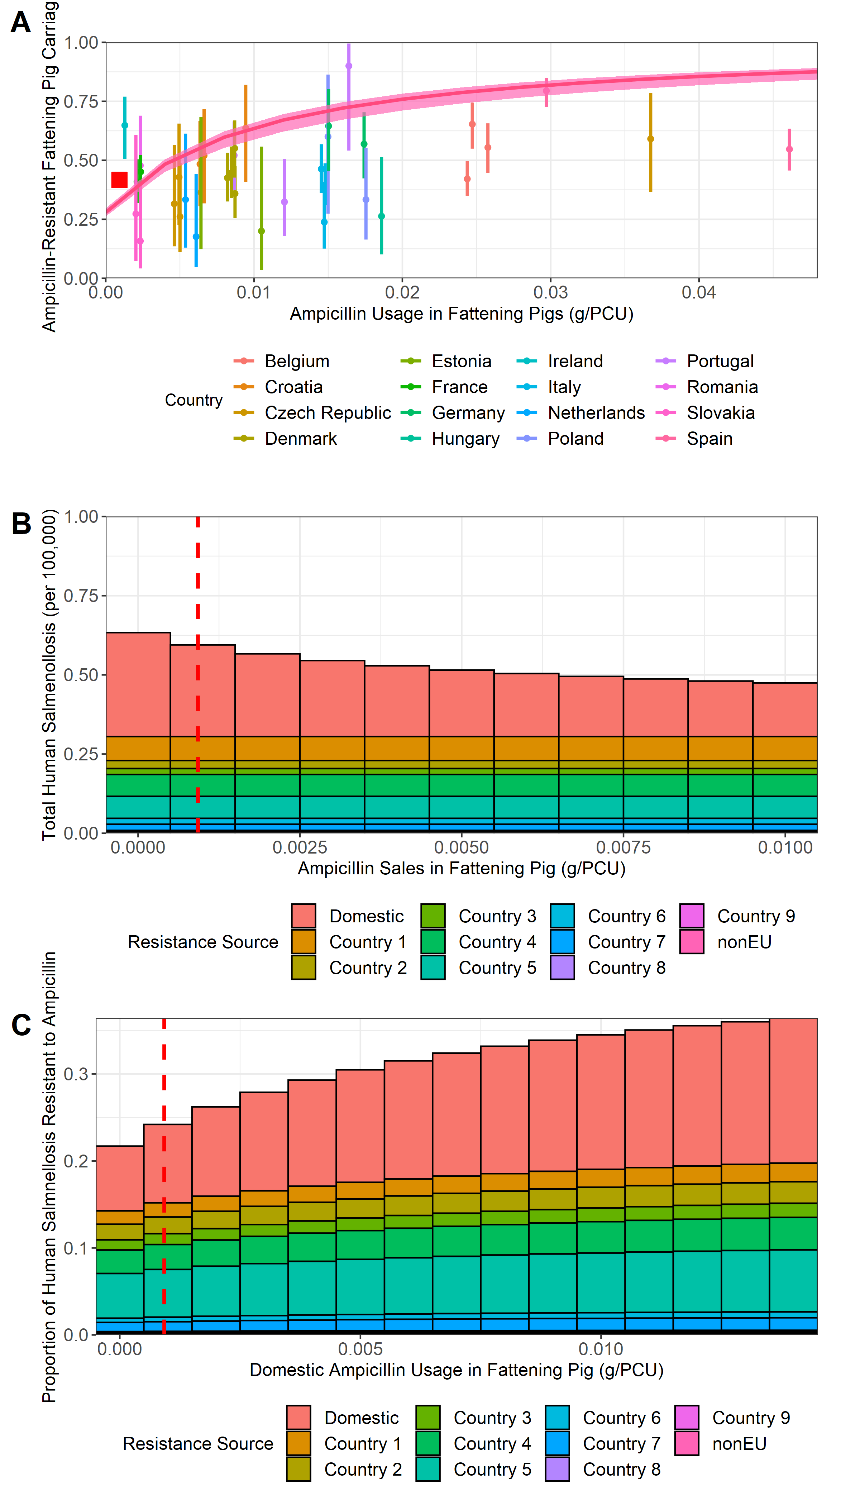 A
Ampicillin-Resistant Fattening Pig Carriag
1.00
0.75
0.50
0.25
0.00
0.00 0.01 0.02 0.03 0.04
Ampicillin Usage in Fattening Pigs (g/PCU)
Country
Belgium Estonia Ireland Portugal
Croatia France Italy Romania
Czech Republic Germany Netherlands Slovakia
Denmark Hungary Poland Spain
B
Total Human Salmenollosis (per 100,000)
1.00
0.75
0.50
0.25
0.00
0.0000 0.0025 0.0050 0.0075 0.0100
Ampicillin Sales in Fattening Pig (g/PCU)
Resistance Source
Domestic Country 3 Country 6 Country 9
Country 1 Country 4 Country 7 nonEU
Country 2 Country 5 Country 8
C
Proportion of Human Salmnellosis Resistant to Ampicillin
0.3
0.2
0.1
0.0
0.000 0.005 0.010
Domestic Ampicillin Usage in Fattening Pig (g/PCU)
Resistance Source
Domestic Country 3 Country 6 Country 9
Country 1 Country 4 Country 7 nonEU
Country 2 Country 5 Country 8